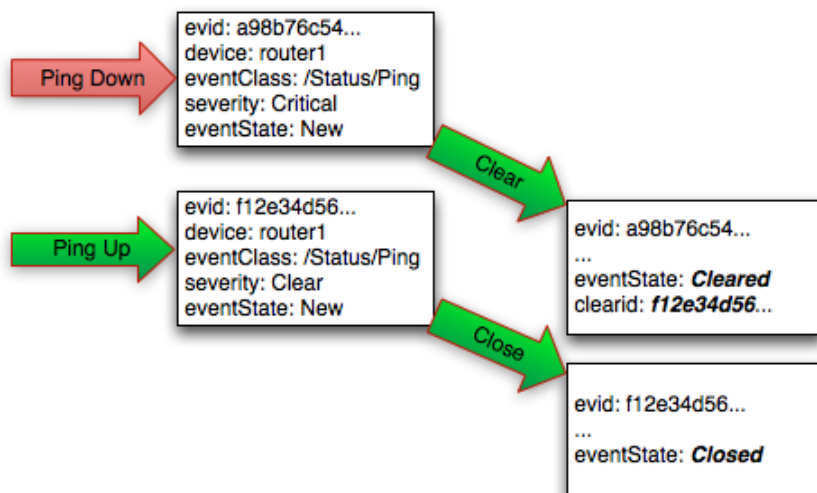 Ping Down
evid: a98b76c54...
device: router1
eventClass: /Status/Ping
severity: Critical
eventState: New
Clear
Ping Up
evid: f12e34d56...
device: router1
eventClass: /Status/Ping
severity: Clear
eventState: New
Close
evid: a98b76c54...
...
eventState: Cleared
clearid: f12e34d56...
evid: f12e34d56...
...
eventState: Closed